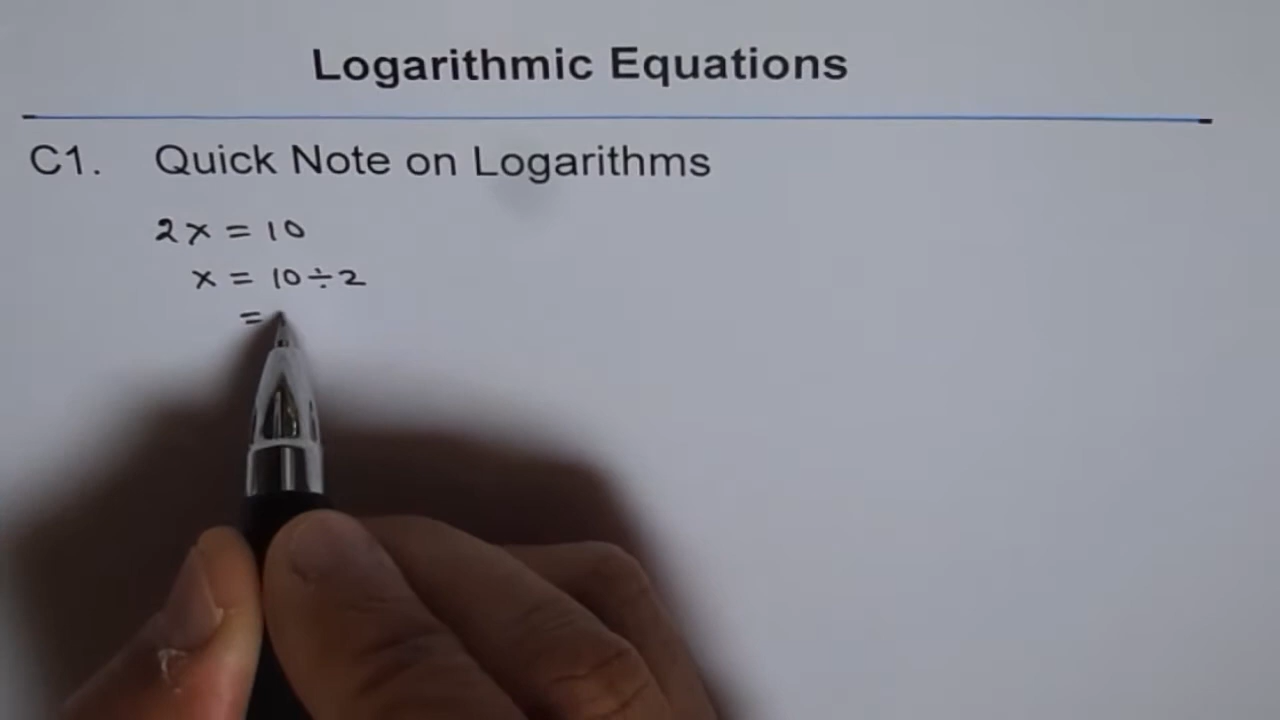 Logarithmic Equations
C1. Quick Note on Logarithms
2x = 10
x = 10÷2
=